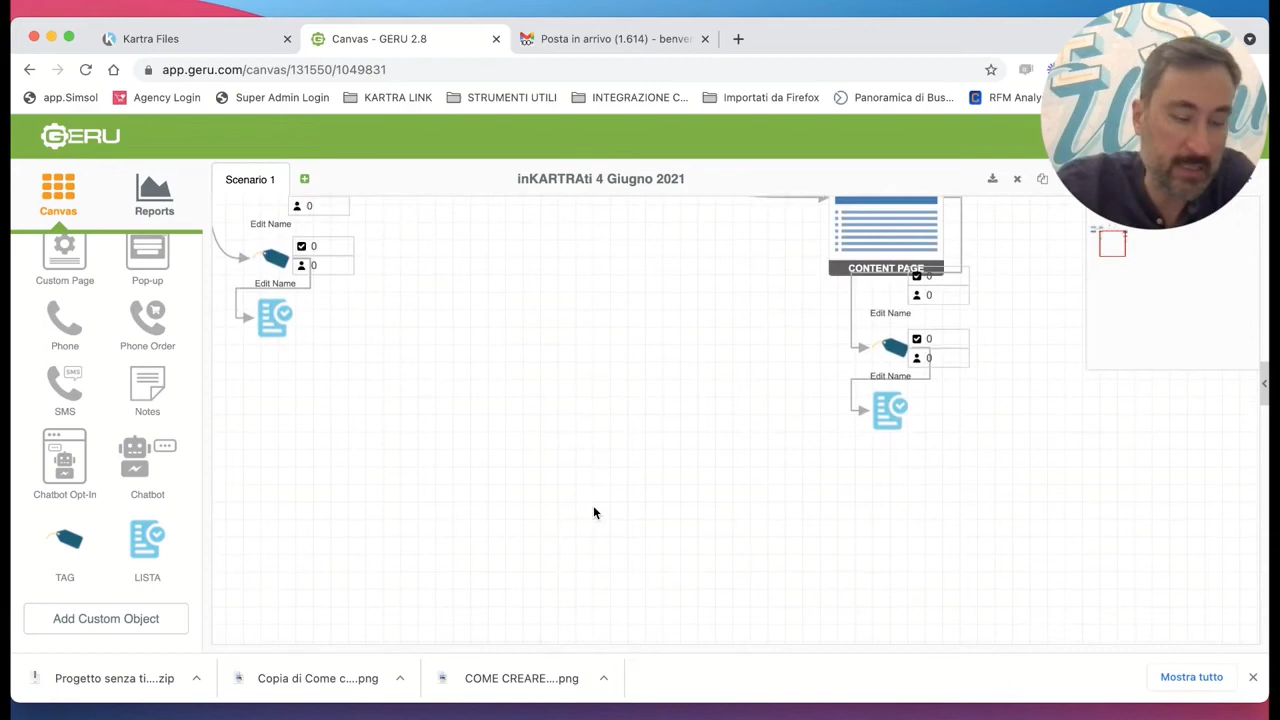 Kartra Files
Canvas - GERU 2.8
Posta in arrivo (1.614) - benve
app.geru.com/canvas/131550/1049831
app.Simsol
Agency Login
Super Admin Login
KARTRA LINK
STRUMENTI UTILI
INTEGRAZIONE C...
Importati da Firefox
Panoramica di Bus...
RFM Analy
GERU
Canvas
Reports
Scenario 1
inKARTRAti 4 Giugno 2021
Custom Page
Pop-up
Phone
Phone Order
SMS
SMS
Notes
Chatbot Opt-In
Chatbot
TAG
LISTA
Add Custom Object
0
Edit Name
0
0
Edit Name
CONTENT PAGE
0
0
Edit Name
0
0
Edit Name
Progetto senza ti....zip
Copia di Come c....png
COME CREARE....png
Mostra tutto